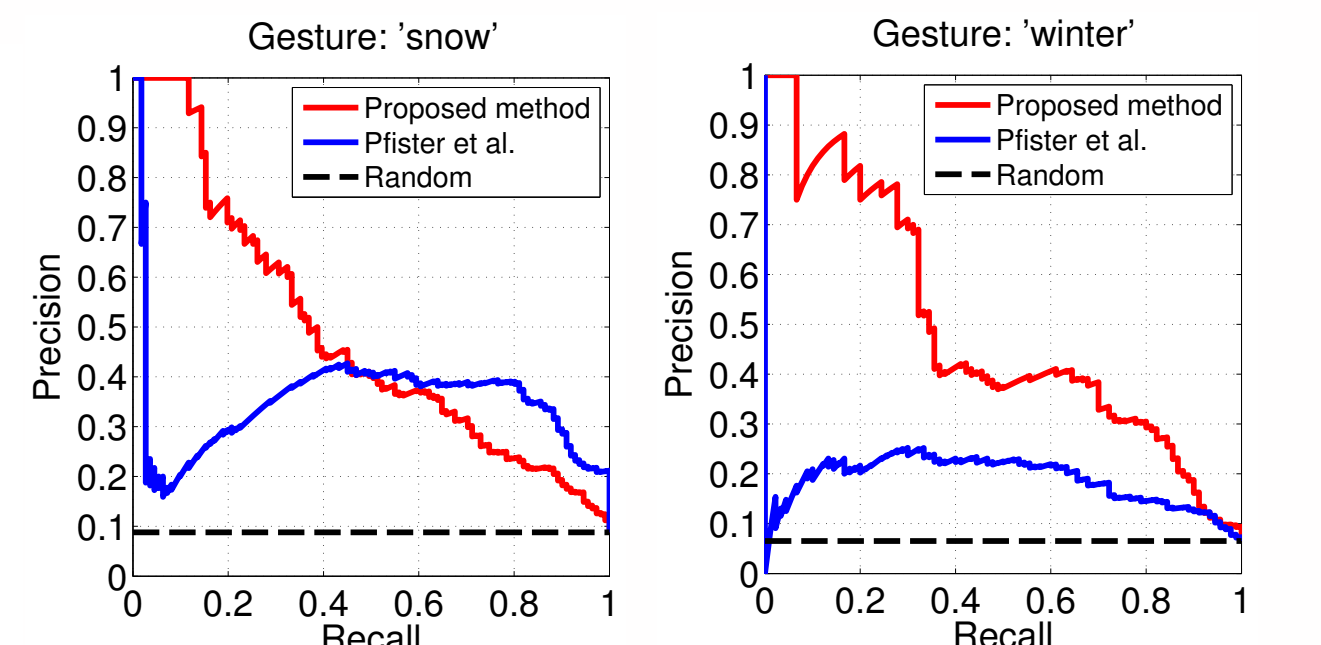 Gesture: 'snow'
1
0.9
0.8
0.7
0.6
0.5
0.4
0.3
0.2
0.1
0
Precision
Proposed method
Pfister et al.
Random
0 0.2 0.4 0.6 0.8 1
Recall
Gesture: 'winter'
1
0.9
0.8
0.7
0.6
0.5
0.4
0.3
0.2
0.1
0
Precision
Proposed method
Pfister et al.
Random
0 0.2 0.4 0.6 0.8 1
Recall